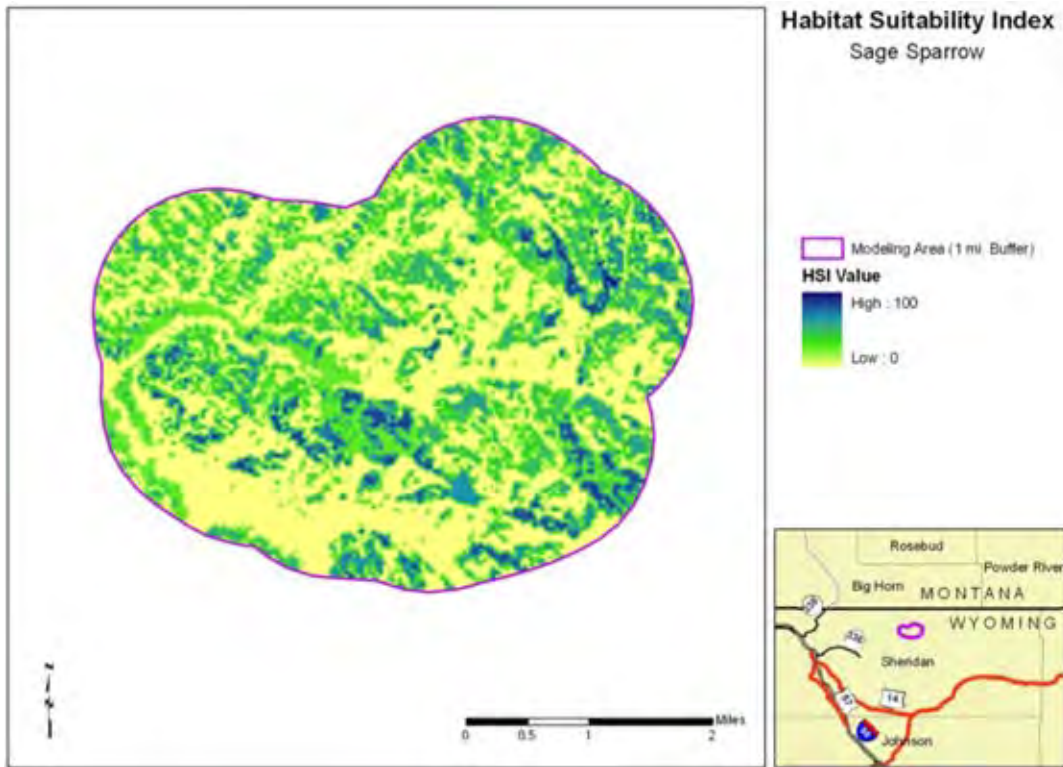 Habitat Suitability Index
Sage Sparrow
Modeling Area (1 mi. Buffer)
HSI Value
High : 100
Low : 0
Miles
0 0.5 1 2
Rosebud
Powder River
Big Horn
MONTANA
WYOMING
Sheridan
14
Johnson